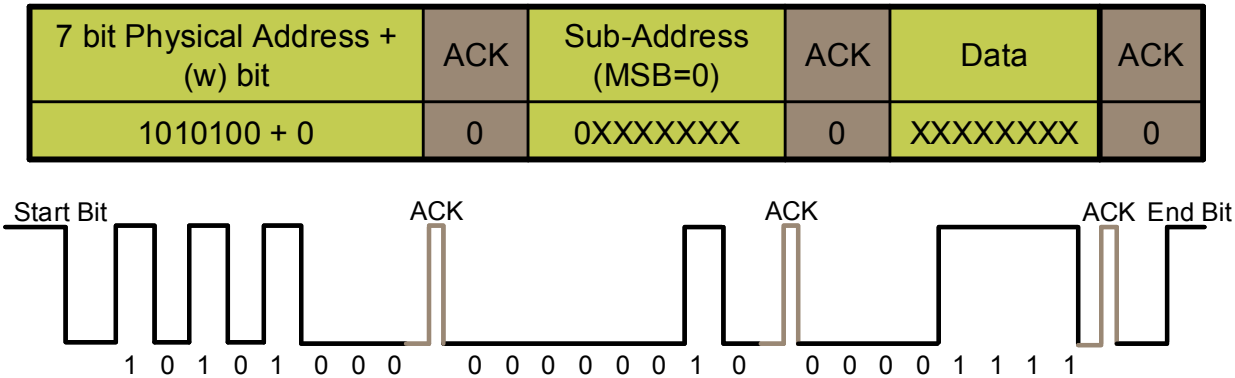 7 bit Physical Address +
(w) bit
ACK
Sub-Address
(MSB=0)
ACK
Data
ACK
1010100 + 0
0
0XXXXXXX
0
XXXXXXXX
0
Start Bit
ACK
ACK
ACK
End Bit
1 0 1 0 1 0 0 0
0 0 0 0 0 0 1 0
0 0 0 0 1 1 1 1